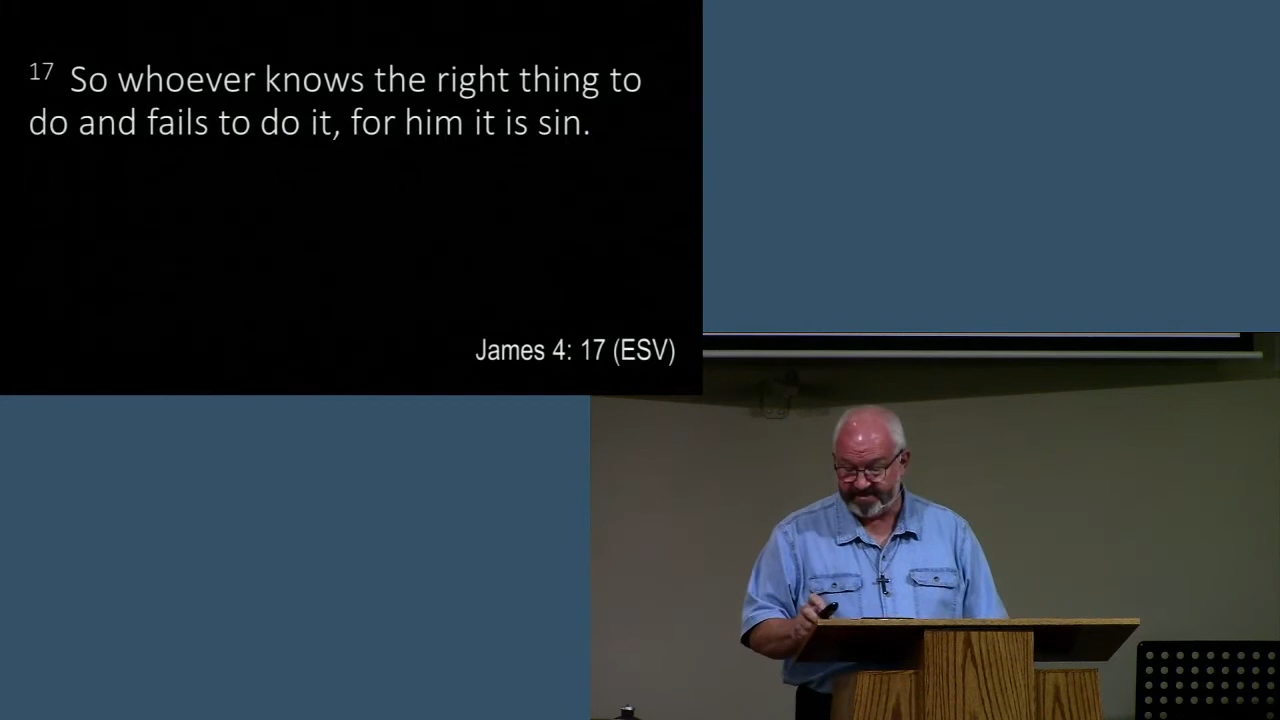 17 So whoever knows the right thing to
do and fails to do it, for him it is sin.
James 4: 17 (ESV)